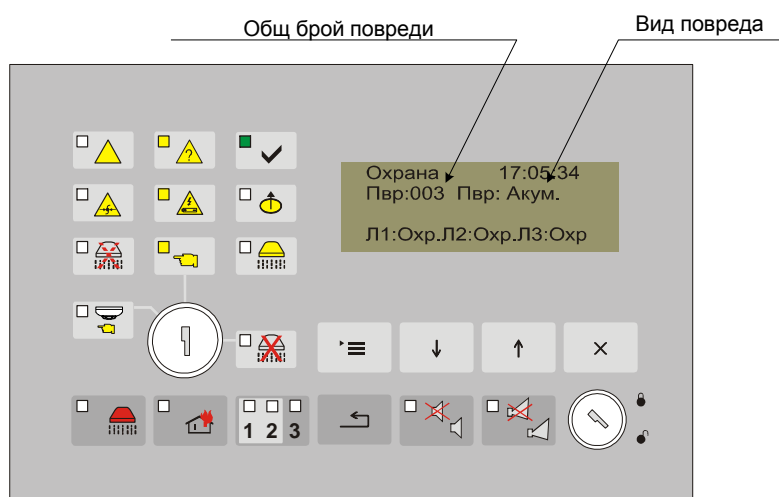 Общ брой повреди
Вид повреда
?
Охрана 17:05:34
Пвр:003 Пвр: Акум.
Л1:Охр.Л2:Охр.Л3:Охр
1 2 3